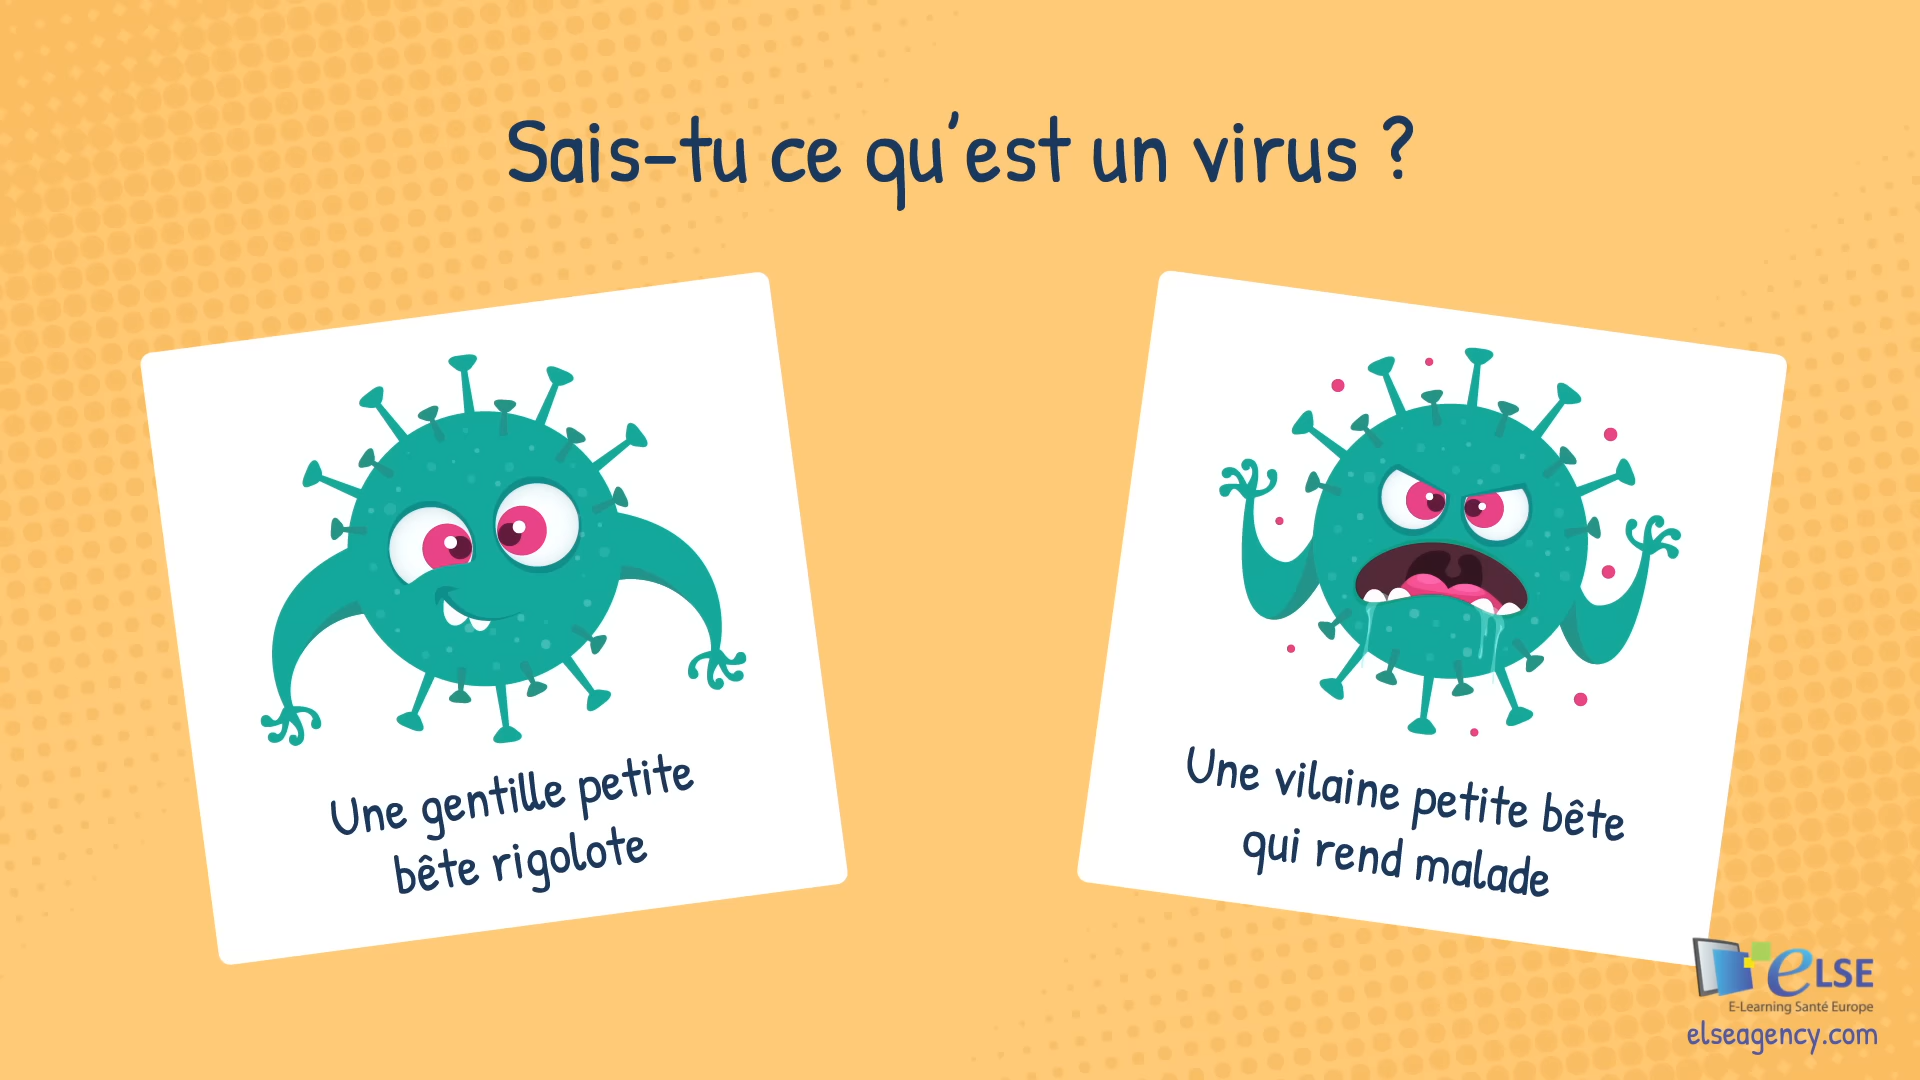 Sais-tu ce qu'est un virus ?
Une gentille petite
bête rigolote
Une vilaine petite bête
qui rend malade
eLSE
E-Learning Santé Europe
elseagency.com